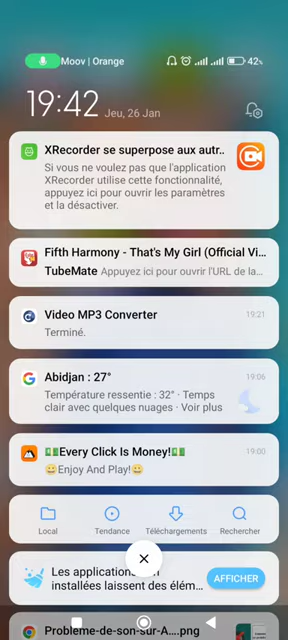 Moov | Orange
42%
19:42 Jeu, 26 Jan
XRecorder se superpose aux autr..
Si vous ne voulez pas que l'application
XRecorder utilise cette fonctionnalité,
appuyez ici pour ouvrir les paramètres
et la désactiver.
Fifth Harmony - That's My Girl (Official Vi...
TubeMate Appuyez ici pour ouvrir l'URL de la...
Video MP3 Converter 19:21
Terminé.
Abidjan : 27° 19:06
Température ressentie : 32° · Temps
clair avec quelques nuages · Voir plus
💵Every Click Is Money!💵 19:00
😀Enjoy And Play!😀
Local Tendance Téléchargements Rechercher
Les applications
installées laissent des élém...
AFFICHER
Probleme-de-son-sur-A....png